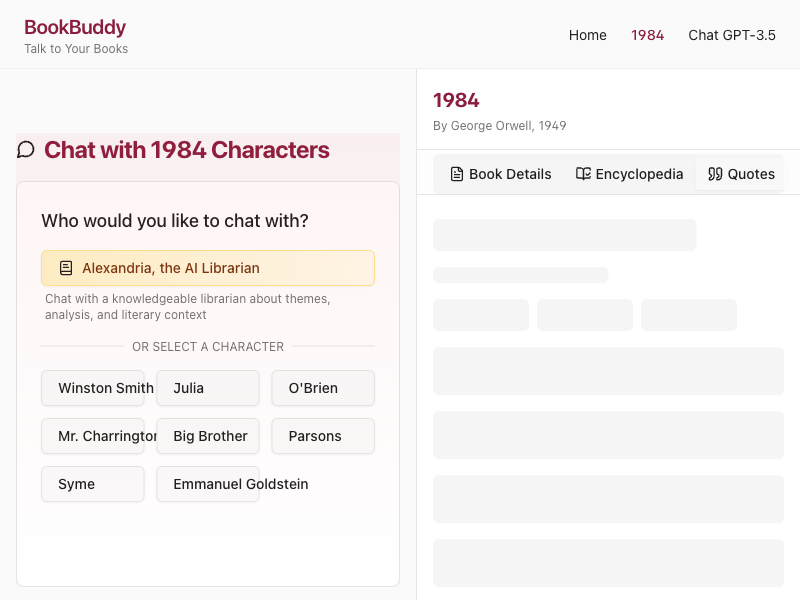 BookBuddy
Talk to Your Books
Home
1984
Chat GPT-3.5
Chat with 1984 Characters
Who would you like to chat with?
Alexandria, the AI Librarian
Chat with a knowledgeable librarian about themes,
analysis, and literary context
OR SELECT A CHARACTER
Winston Smith
Julia
O'Brien
Mr. Charrington
Big Brother
Parsons
Syme
Emmanuel Goldstein
1984
By George Orwell, 1949
Book Details
Encyclopedia
Quotes